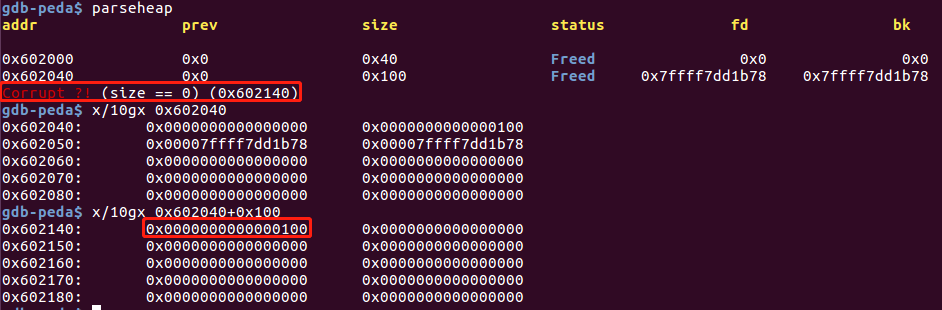 gdb-peda$ parseheap
addr prev size status fd bk
0x602000 0x0 0x40 Freed 0x0 0x0
0x602040 0x0 0x100 Freed 0x7ffff7dd1b78 0x7ffff7dd1b78
Corrupt ?! (size == 0) (0x602140)
gdb-peda$ x/10gx 0x602040
0x602040: 0x0000000000000000 0x0000000000000100
0x602050: 0x00007ffff7dd1b78 0x00007ffff7dd1b78
0x602060: 0x0000000000000000 0x0000000000000000
0x602070: 0x0000000000000000 0x0000000000000000
0x602080: 0x0000000000000000 0x0000000000000000
gdb-peda$ x/10gx 0x602040+0x100
0x602140: 0x0000000000000100 0x0000000000000000
0x602150: 0x0000000000000000 0x0000000000000000
0x602160: 0x0000000000000000 0x0000000000000000
0x602170: 0x0000000000000000 0x0000000000000000
0x602180: 0x0000000000000000 0x0000000000000000